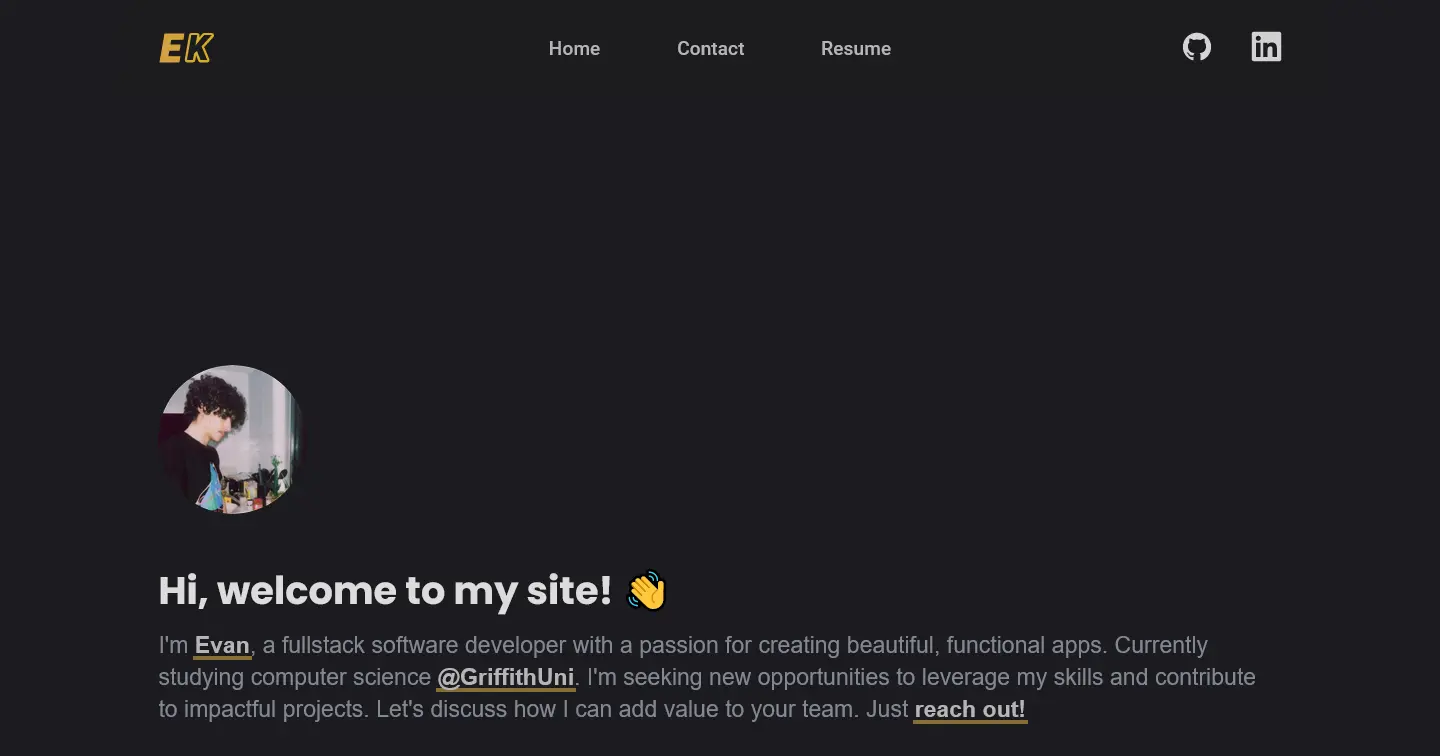 EK
Home
Contact
Resume
in
Hi, welcome to my site! 👋
I'm Evan, a fullstack software developer with a passion for creating beautiful, functional apps. Currently
studying computer science @GriffithUni. I'm seeking new opportunities to leverage my skills and contribute
to impactful projects. Let's discuss how I can add value to your team. Just reach out!